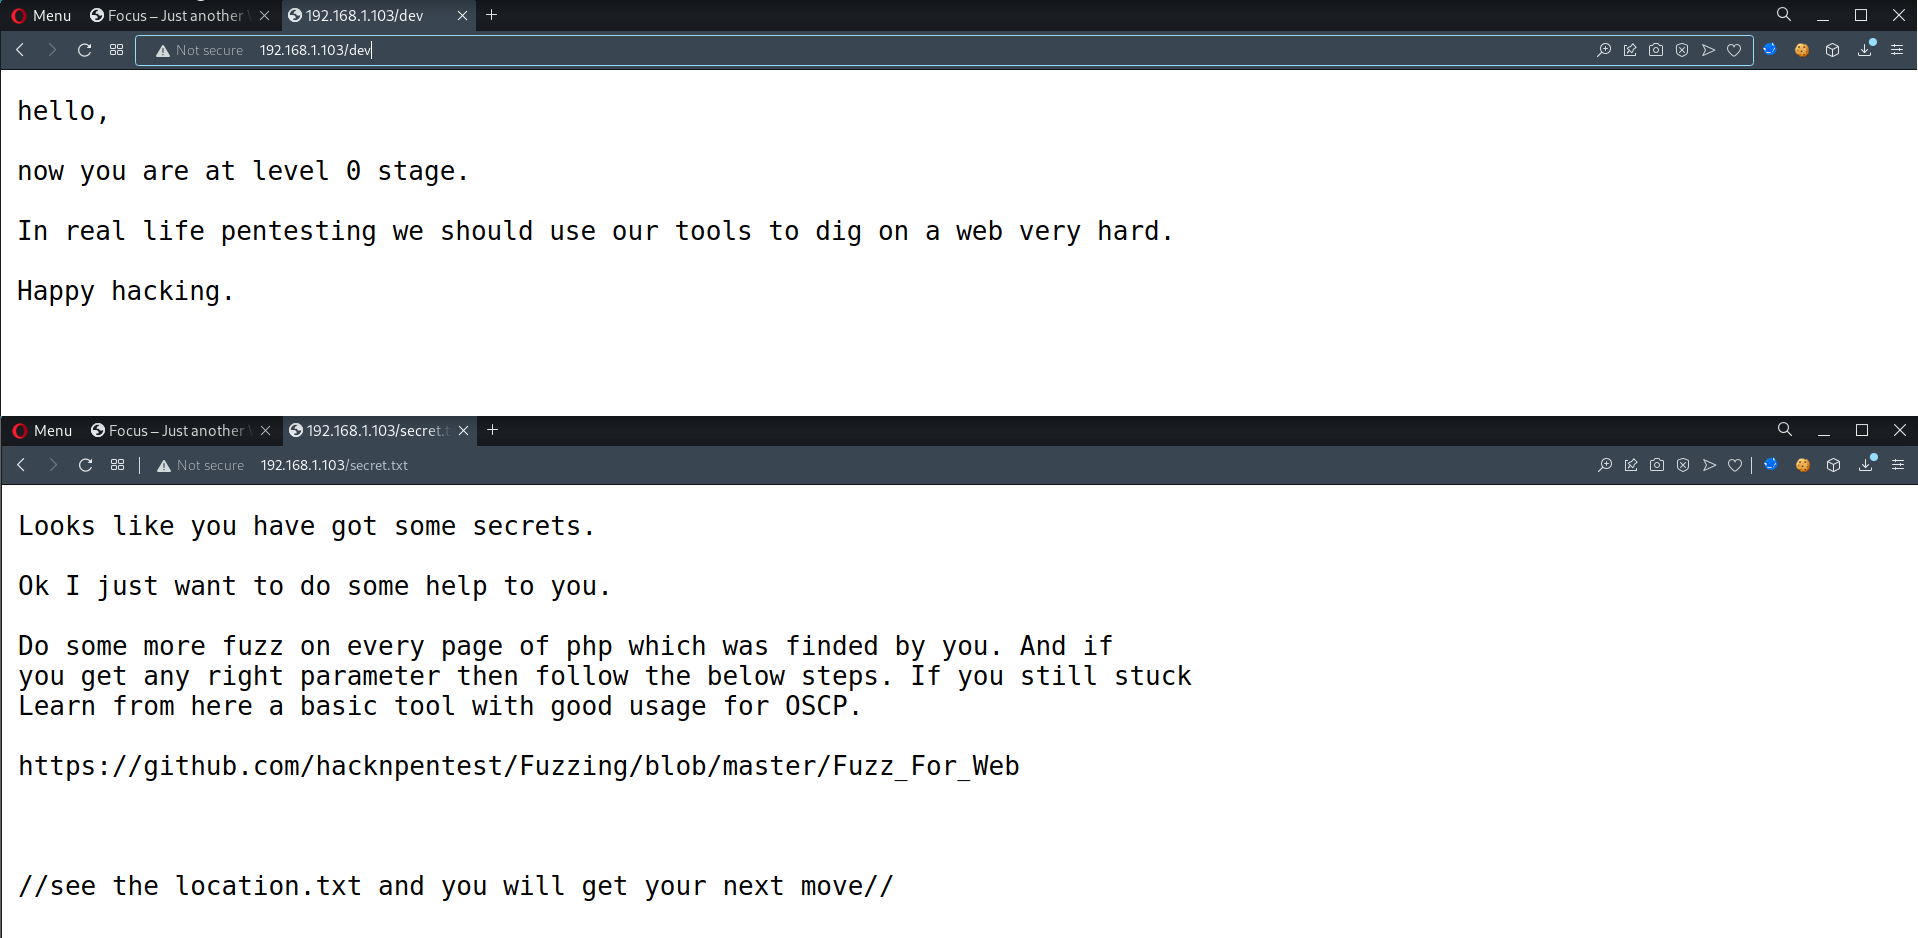 Menu
Focus – Just another
192.168.1.103/dev
Not secure
192.168.1.103/dev
hello,
now you are at level 0 stage.
In real life pentesting we should use our tools to dig on a web very hard.
Happy hacking.
Menu
Focus – Just another
192.168.1.103/secret.t
Not secure
192.168.1.103/secret.txt
Looks like you have got some secrets.
Ok I just want to do some help to you.
Do some more fuzz on every page of php which was finded by you. And if
you get any right parameter then follow the below steps. If you still stuck
Learn from here a basic tool with good usage for OSCP.
https://github.com/hacknpentest/Fuzzing/blob/master/Fuzz_For_Web
//see the location.txt and you will get your next move//